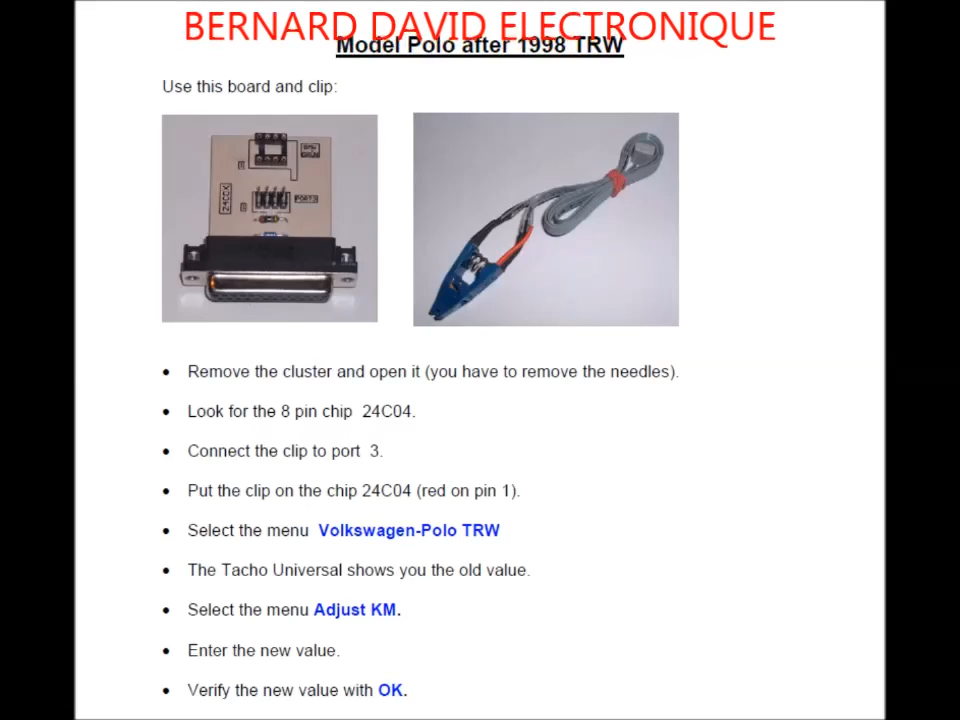 BERNARD DAVID ELECTRONIQUE
Model Polo after 1998 TRW
Use this board and clip:
24CXX
PORT3
• Remove the cluster and open it (you have to remove the needles).
• Look for the 8 pin chip 24C04.
• Connect the clip to port 3.
• Put the clip on the chip 24C04 (red on pin 1).
• Select the menu Volkswagen-Polo TRW
• The Tacho Universal shows you the old value.
• Select the menu Adjust KM.
• Enter the new value.
• Verify the new value with OK.